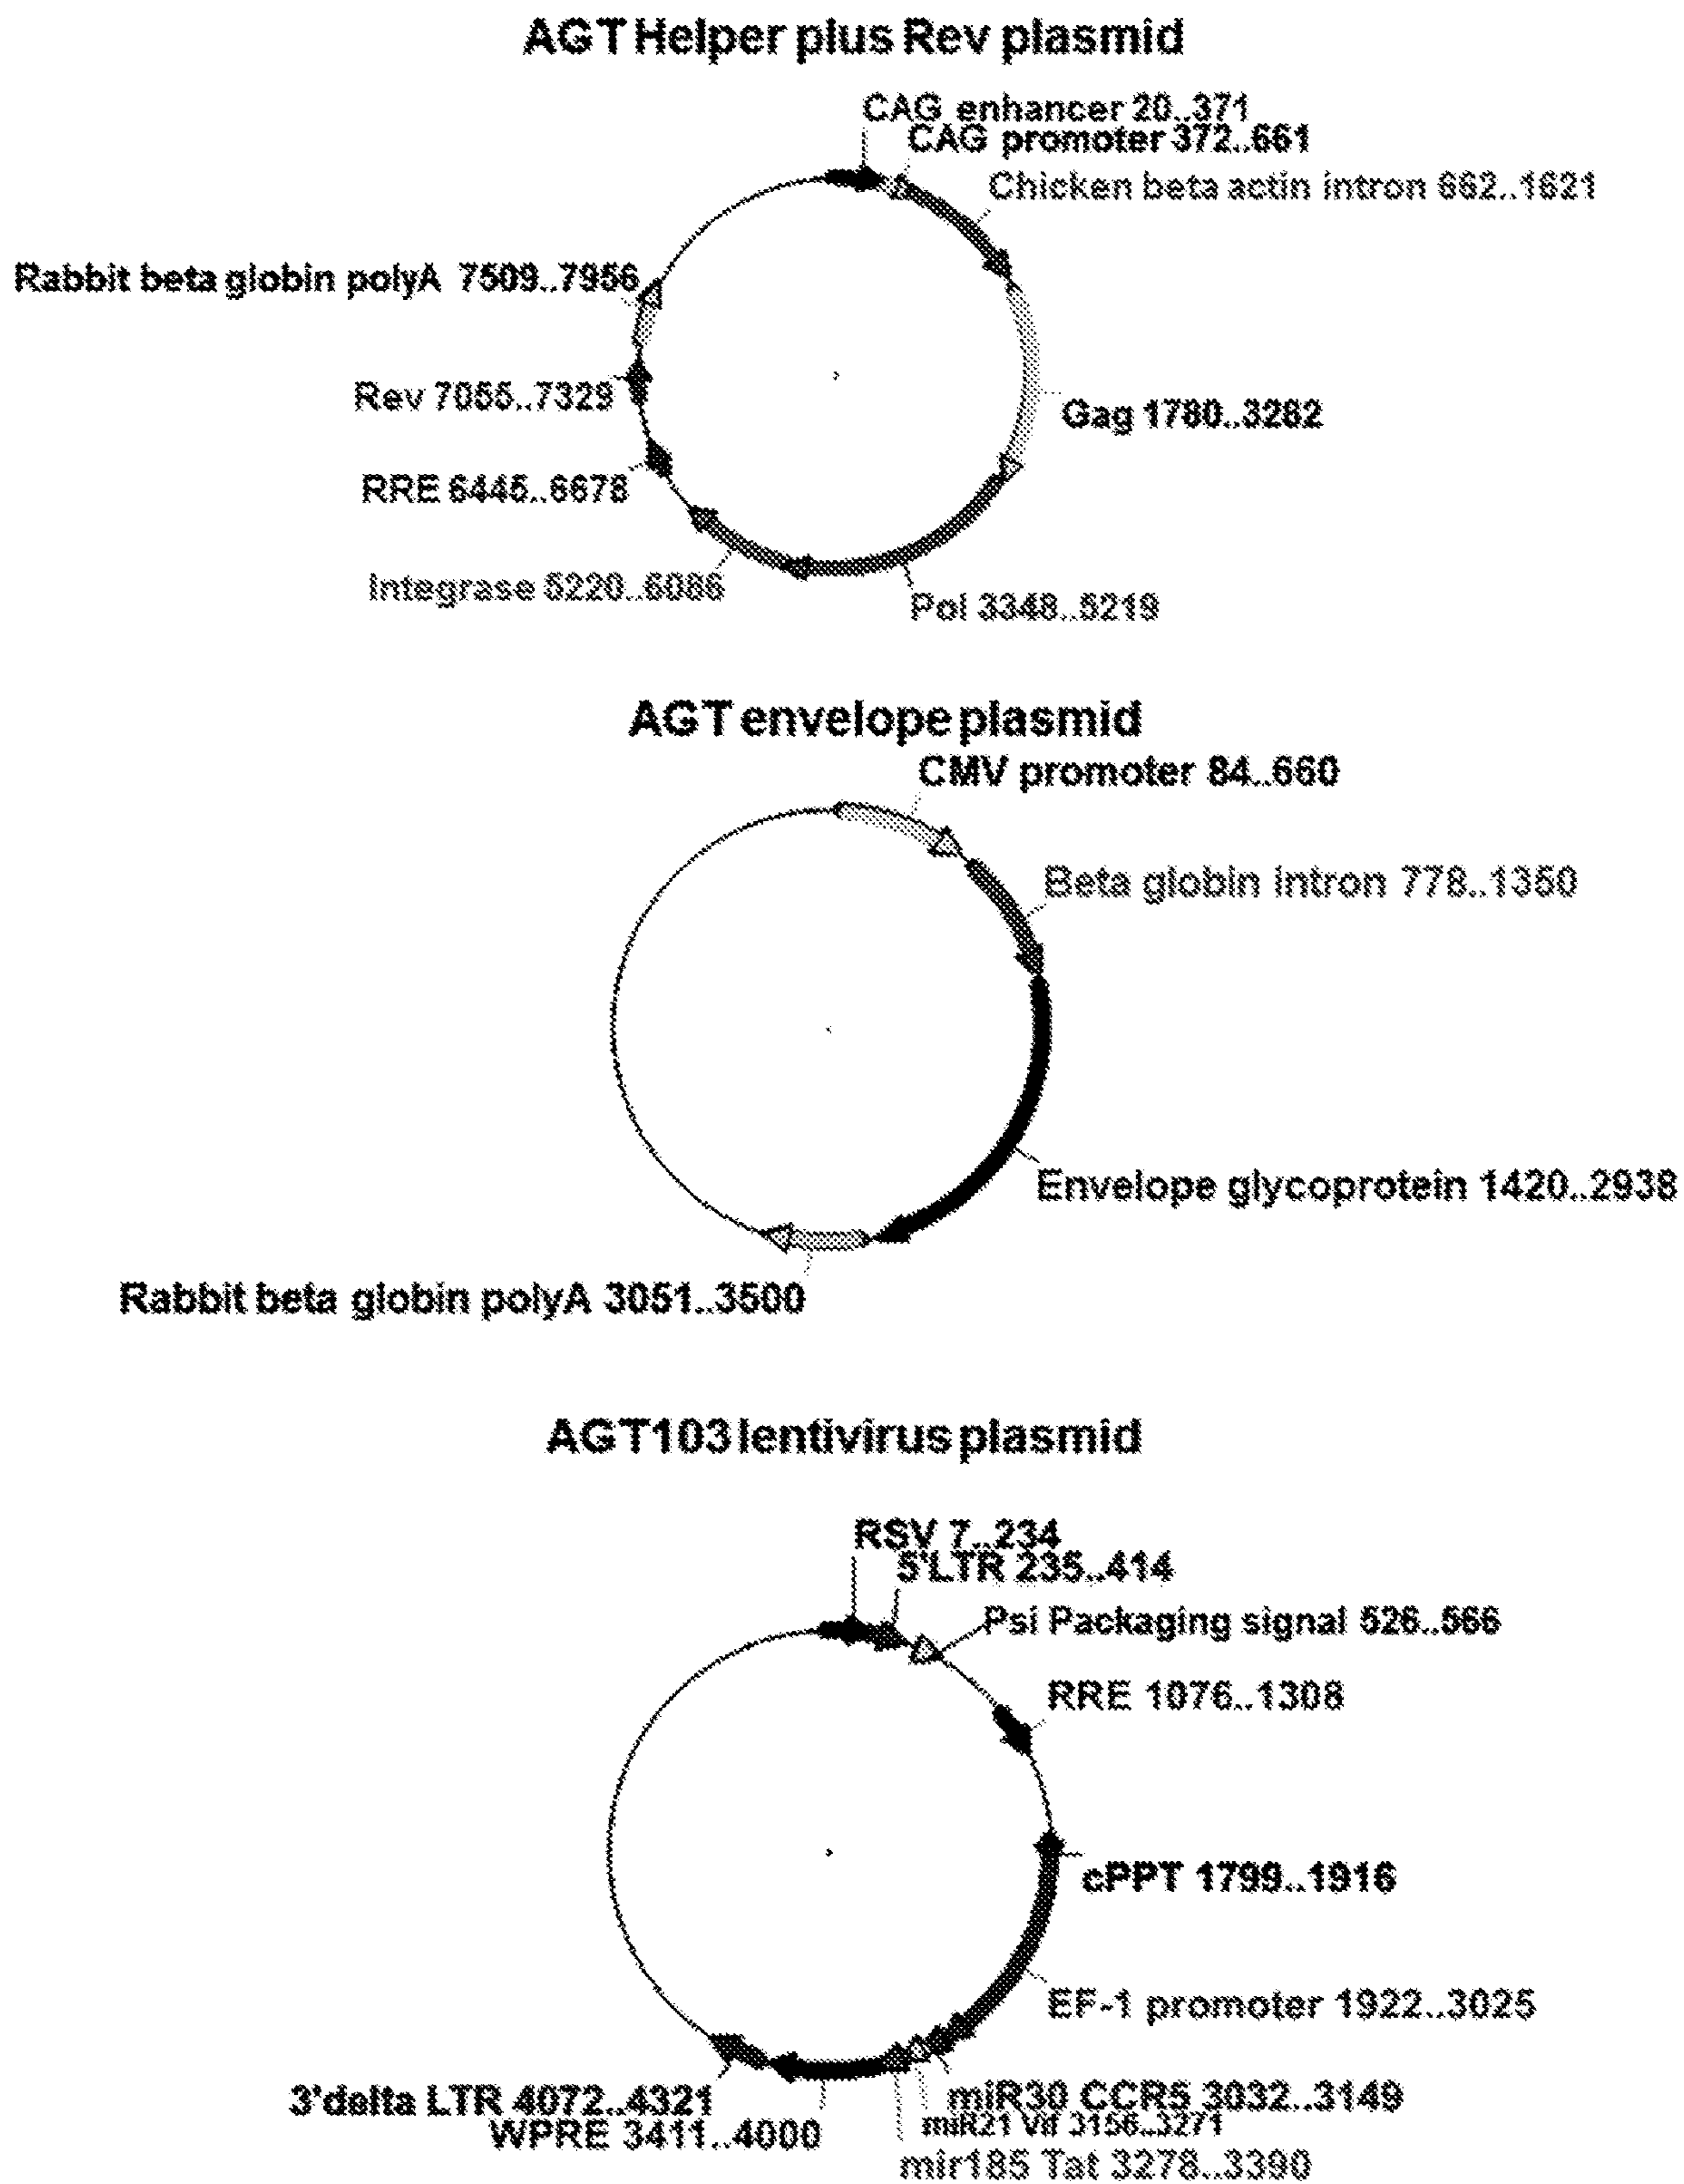 AGT Helper plus Rev plasmid
CAG enhancer 20..371
CAG promoter 372..661
Chicken beta actin intron 662..1621
Rabbit beta globin polyA 7509..7956
Rev 7055..7329
Gag 1780..3282
RRE 6445..6678
Integrase 5220..6086
Pol 3348..5219
AGT envelope plasmid
CMV promoter 84..660
Beta globin intron 778..1350
Envelope glycoprotein 1420..2938
Rabbit beta globin polyA 3051..3500
AGT103 lentivirus plasmid
RSV 7..234
5'LTR 235..414
Psi Packaging signal 526..566
RRE 1076..1308
cPPT 1799..1916
EF-1 promoter 1922..3025
3'delta LTR 4072..4321
miR30 CCR5 3032..3149
WPRE 3411..4000
miR21 Vif 3156..3271
mir185 Tat 3278..3390